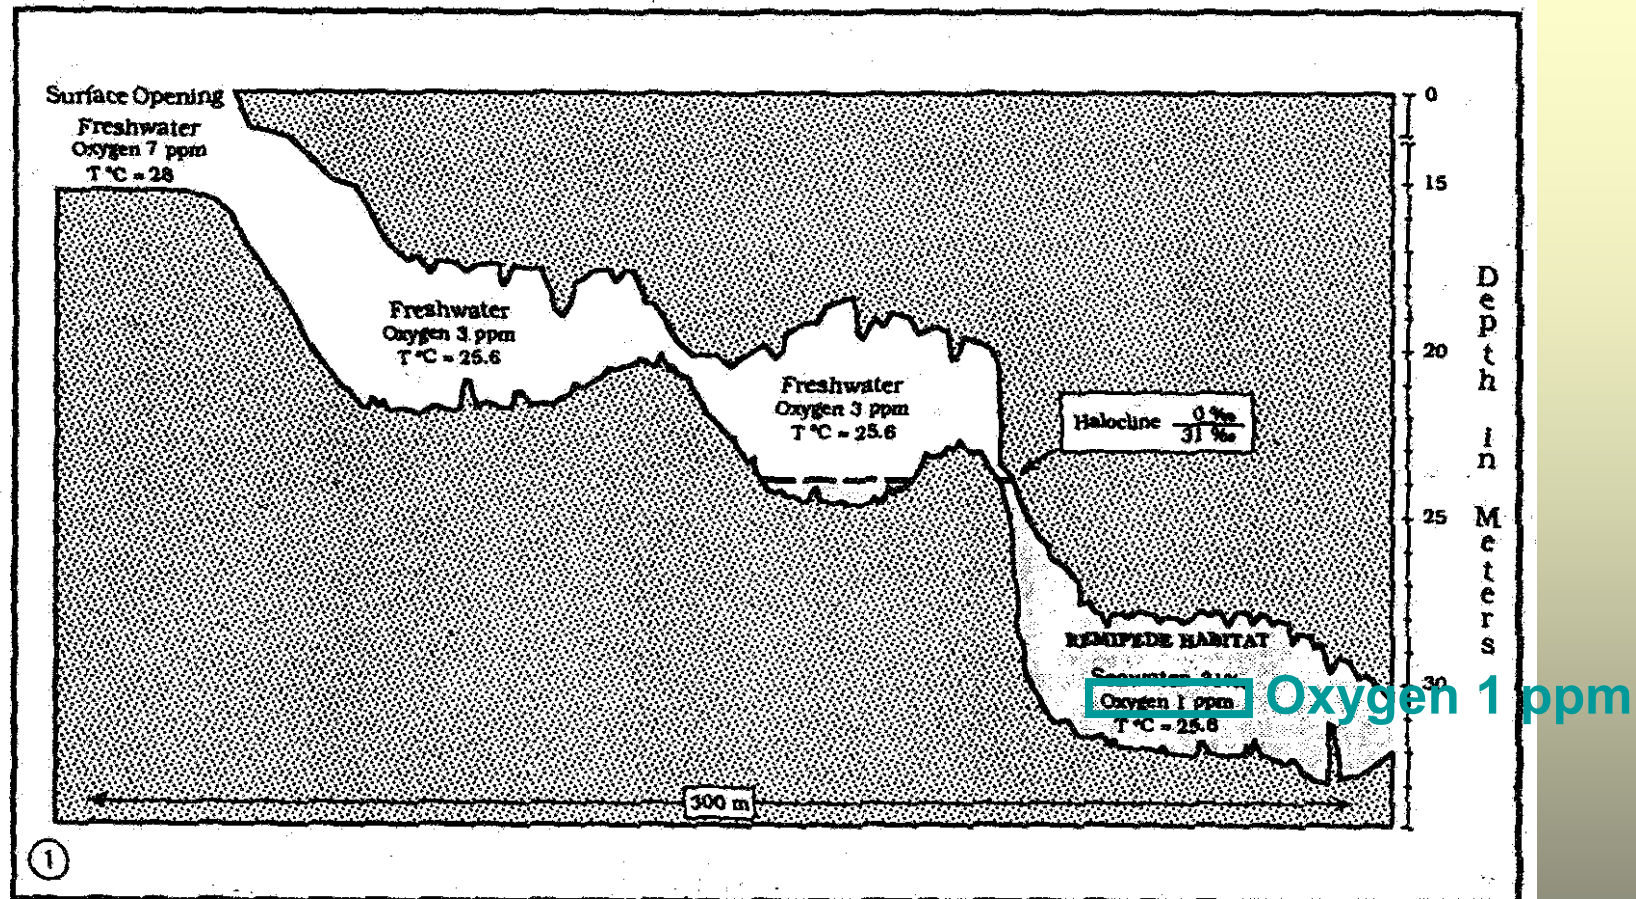 Surface Opening
Freshwater
Oxygen 7 ppm
T °C = 28
Freshwater
Oxygen 3 ppm
T °C = 25.6
Freshwater
Oxygen 3 ppm
T °C = 25.6
Halocline 0 ‰
31 ‰
REMIPEDE HABITAT
Oxygen 1 ppm
T °C = 25.6
Oxygen 1 ppm
0
15
20
25
30
Depth in Meters
300 m
1